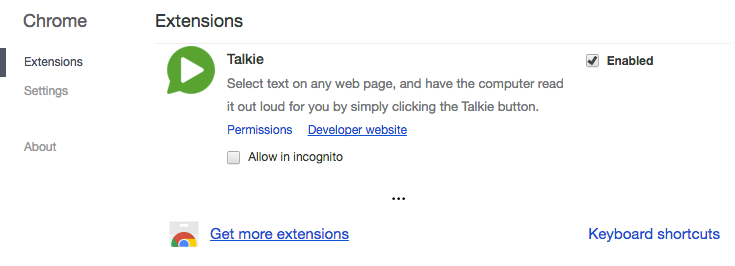 Chrome
Extensions
Extensions
Settings
About
Talkie
Enabled
Select text on any web page, and have the computer read
it out loud for you by simply clicking the Talkie button.
Permissions Developer website
Allow in incognito
...
Get more extensions
Keyboard shortcuts